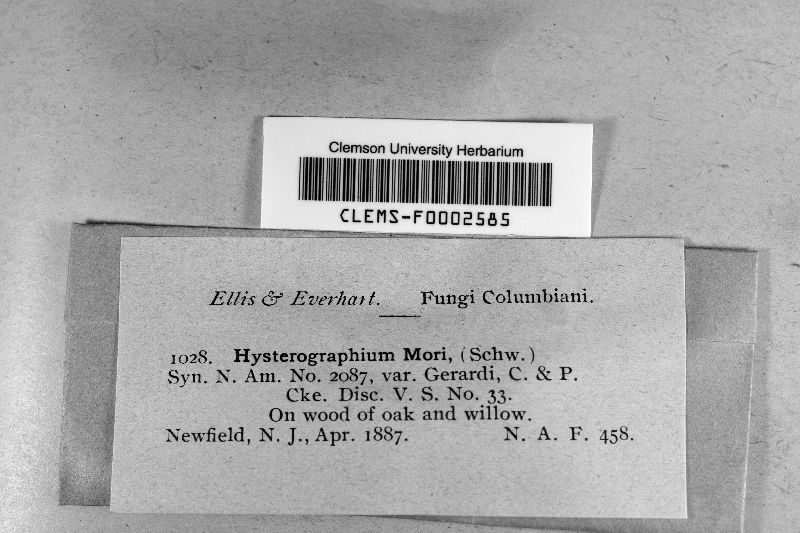 Clemson University Herbarium
CLEMS-F0002585
Ellis & Everhart. Fungi Columbiani.
1028. Hysterographium Mori, (Schw.)
Syn. N. Am. No. 2087, var. Gerardi, C. & P.
Cke. Disc. V. S. No. 33.
On wood of oak and willow.
Newfield, N. J., Apr. 1887. N. A. F. 458.